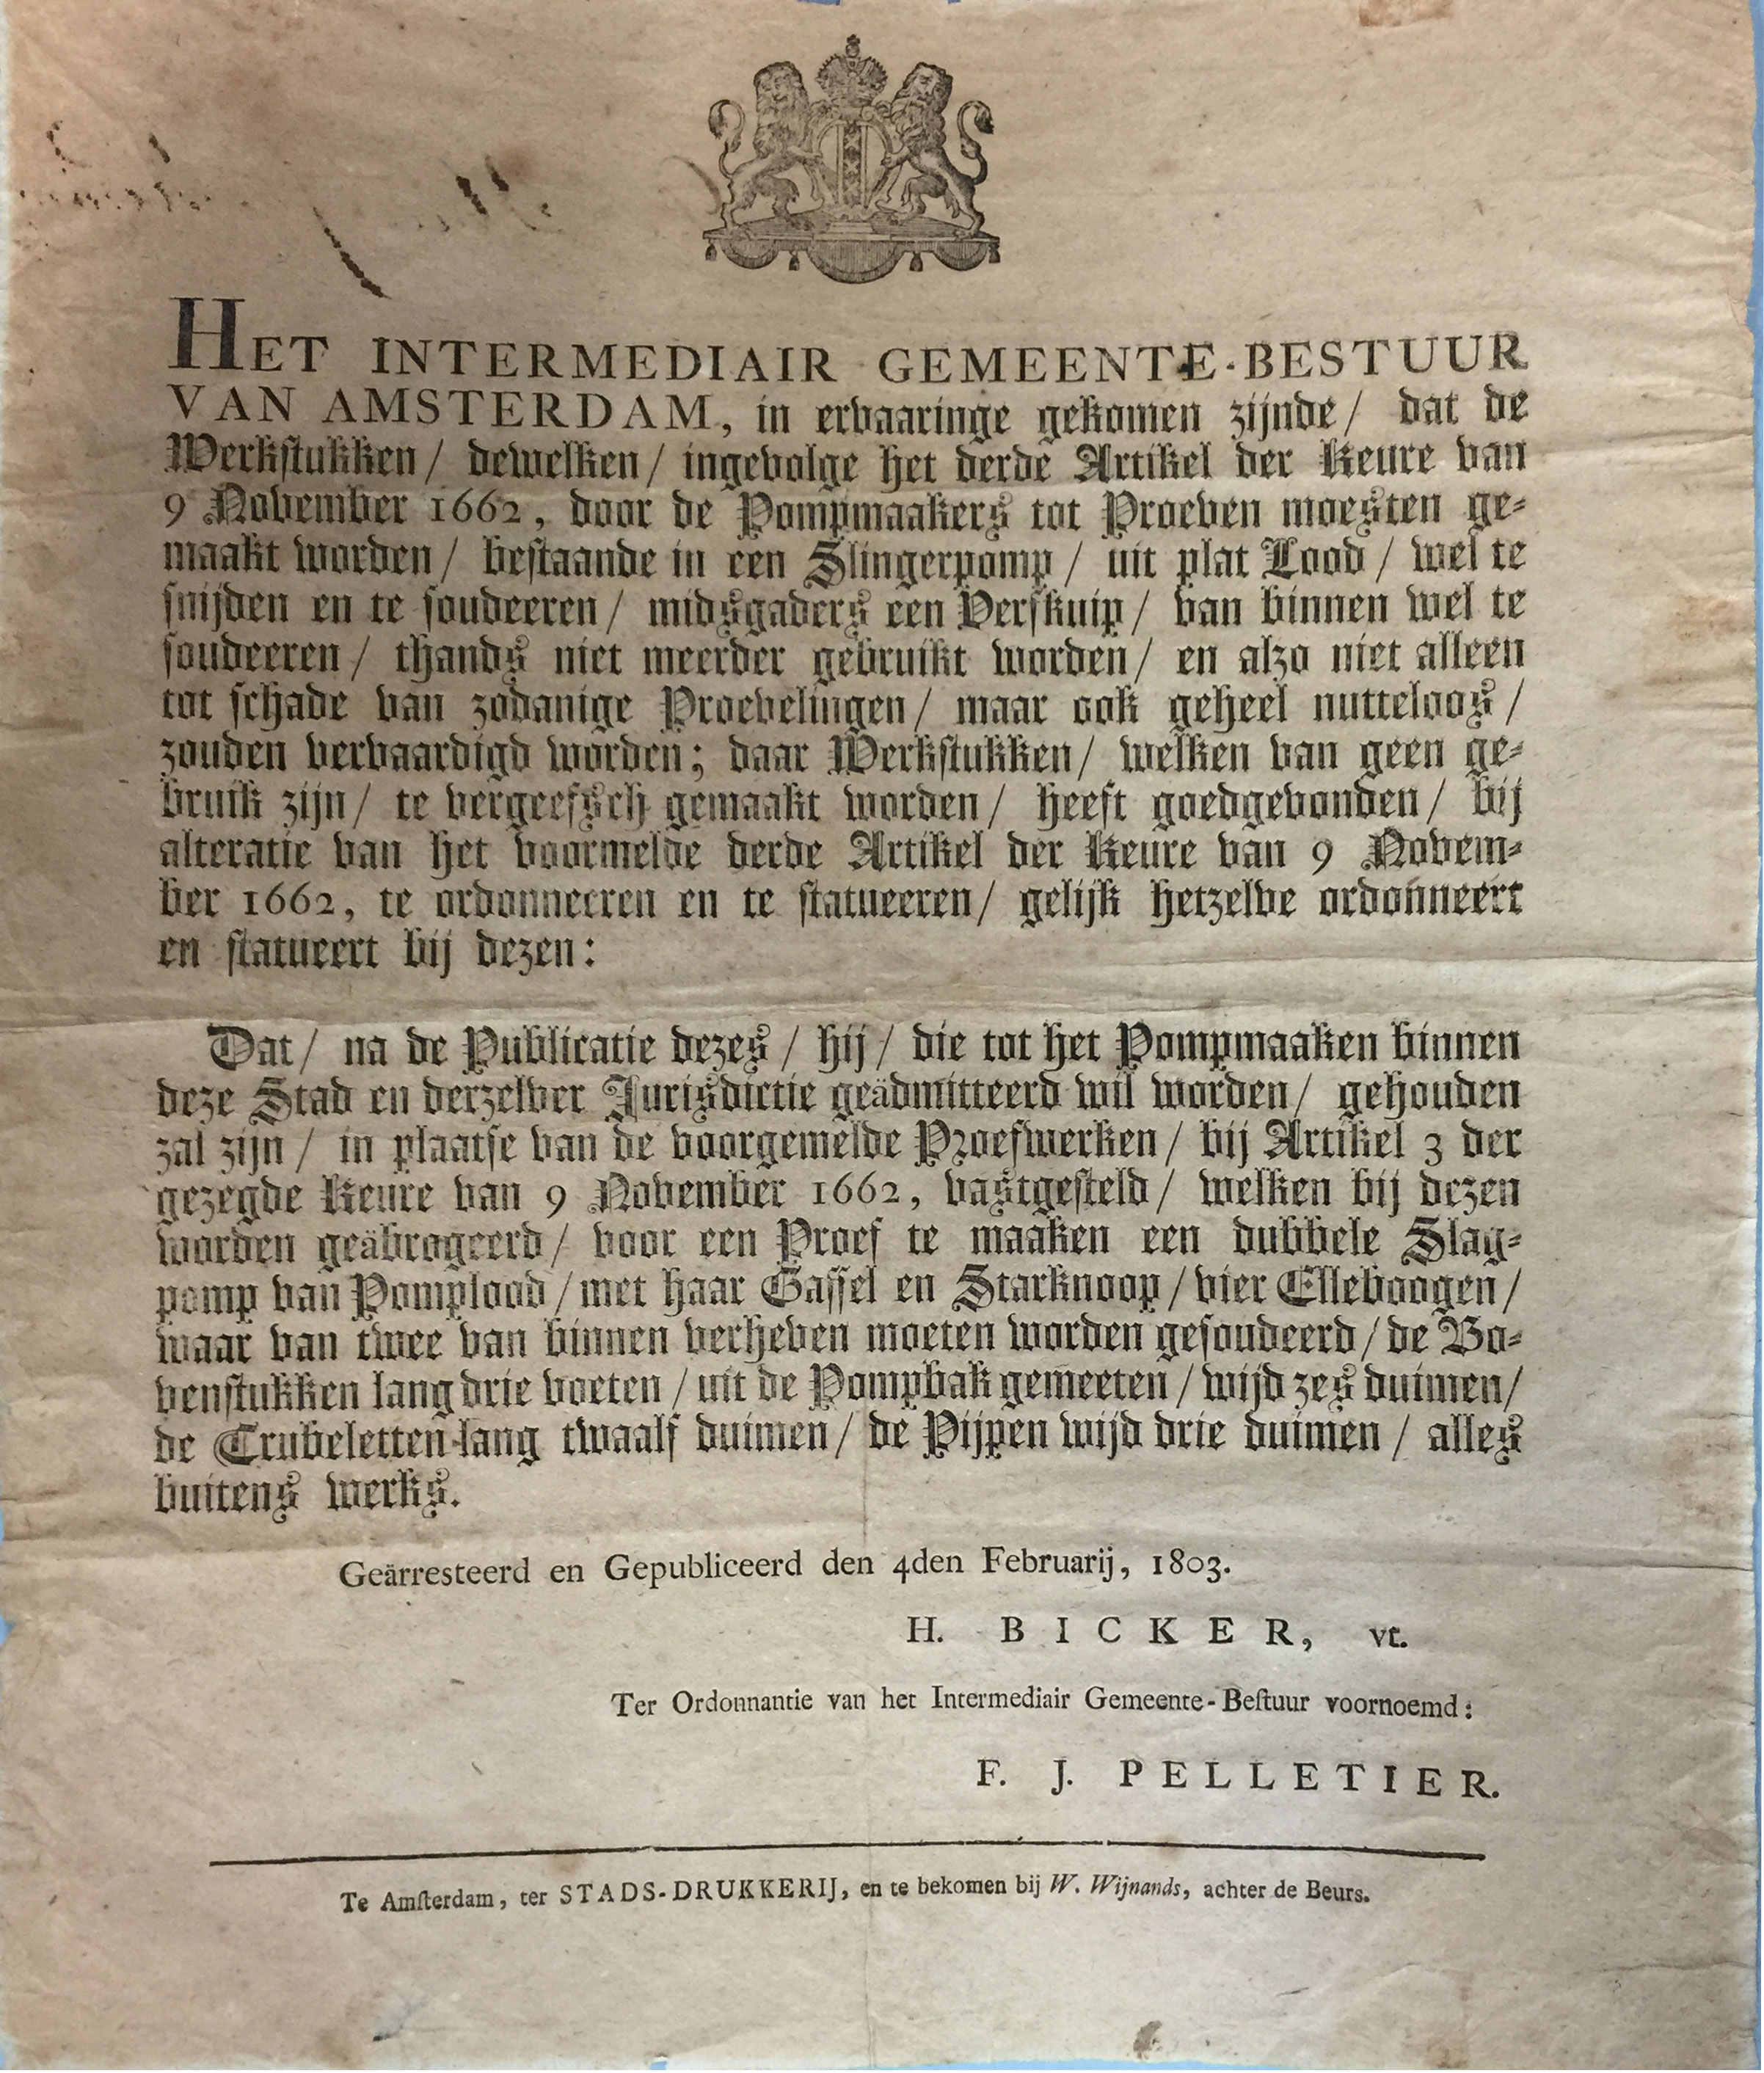 HET INTERMEDIAIR GEMEENTE-BESTUUR
VAN AMSTERDAM, in ervaaringe gekomen zijnde / dat de
Werkstukken / dewelken / ingevolge het derde Artikel der Keure van
9 November 1662, door de Pompmaakers tot Proeven moesten ge-
maakt worden / bestaande in een Slingerpomp / uit plat Lood / wel te
snijden en te soudeeren / midsgaders een Verfkuip / van binnen wel te
soudeeren / thands niet meerder gebruikt worden / en alzo niet alleen
tot schade van zodanige Proevelingen / maar ook geheel nutteloos /
zouden vervaardigd worden; daar Werkstukken / welken van geen ge-
bruik zijn / te vergeefsch gemaakt worden / heeft goedgevonden / bij
alteratie van het voormelde derde Artikel der Keure van 9 Novem-
ber 1662, te ordonneeren en te statueeren / gelijk hetzelve ordonneert
en statueert bij dezen:
Dat / na de Publicatie dezes / hij / die tot het Pompmaaken binnen
deze Stad en derzelver Jurisdictie geädmitteerd wil worden / gehouden
zal zijn / in plaatse van de voorgemelde Proefwerken / bij Artikel 3 der
gezegde Keure van 9 November 1662, vastgesteld / welken bij dezen
worden geäbrogeerd / voor een Proef te maaken een dubbele Slag-
pomp van Pomplood / met haar Gaffel en Starknoop / vier Elleboogen /
waar van twee van binnen verheven moeten worden gesoudeerd / de Bo-
venstukken lang drie voeten / uit de Pompbak gemeeten / wijd zes duimen /
de Trubeletten lang twaalf duimen / de Pijpen wijd drie duimen / alles
buitens werks.
Geärresteerd en Gepubliceerd den 4den Februarij, 1803.
H. BICKER, vt.
Ter Ordonnantie van het Intermediair Gemeente-Bestuur voornoemd:
F. J. PELLETIER.
Te Amsterdam, ter STADS-DRUKKERIJ, en te bekomen bij W. Wijnands, achter de Beurs.